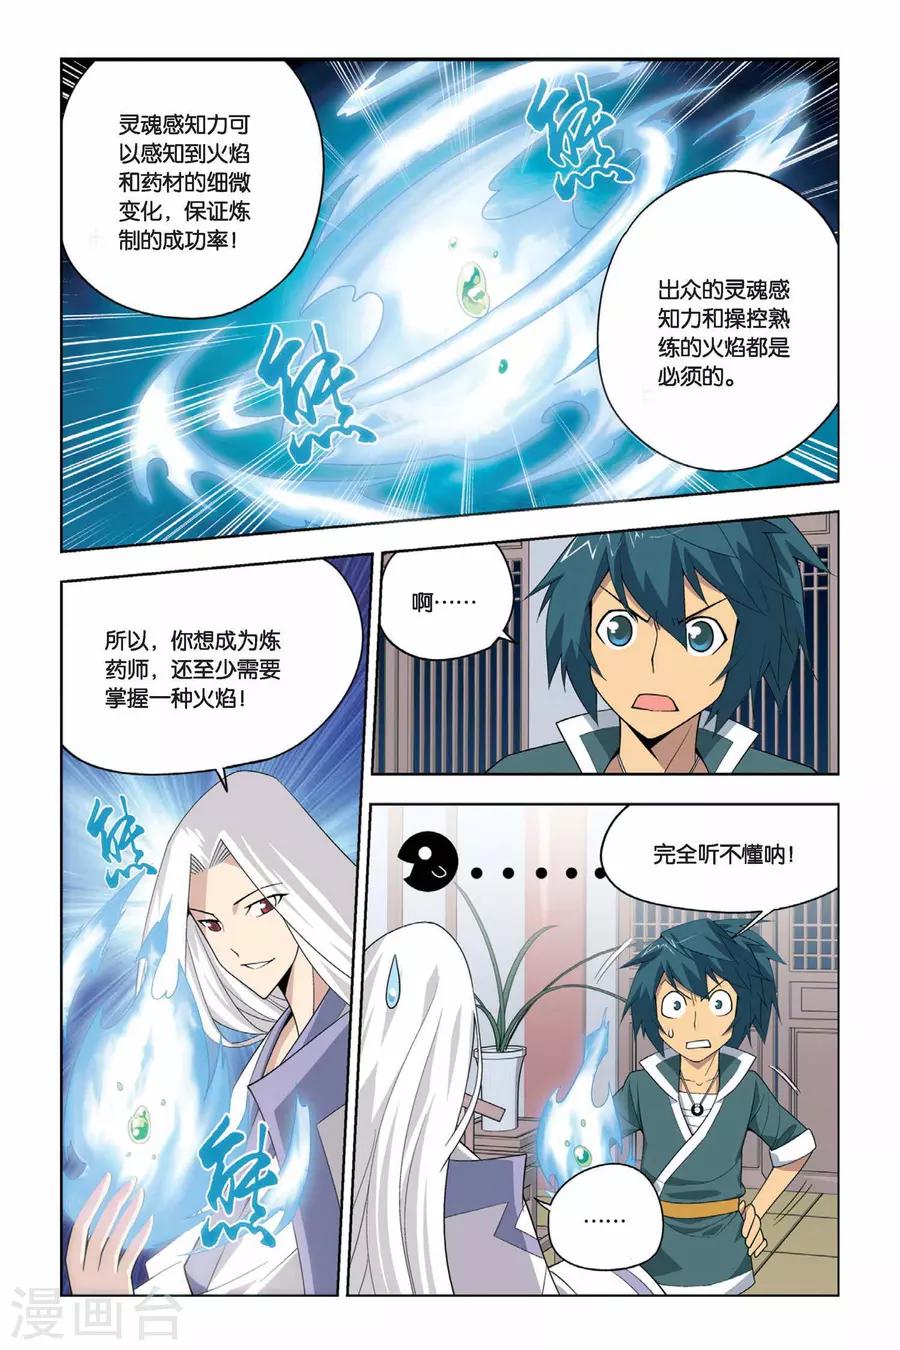 灵魂感知力可
以感知到火焰
和药材的细微
变化，保证炼
制的成功率！
熊
出众的灵魂感
知力和操控熟
练的火焰都是
必须的。
熊
啊……
所以，你想成为炼
药师，还至少需要
掌握一种火焰！
熊
熊
完全听不懂呐！
……
漫画台